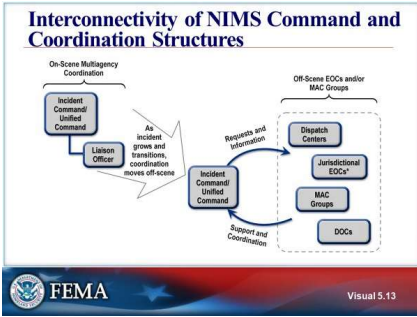 Interconnectivity of NIMS Command and
Coordination Structures
On-Scene Multiagency
Coordination
Incident
Command/
Unified
Command
Liaison
Officer
As
incident
grows and
transitions,
coordination
moves off-scene
Incident
Command/
Unified
Command
Requests and
Information
Support and
Coordination
Off-Scene EOCs and/or
MAC Groups
Dispatch
Centers
Jurisdictional
EOCs*
MAC
Groups
DOCs
FEMA
Visual 5.13